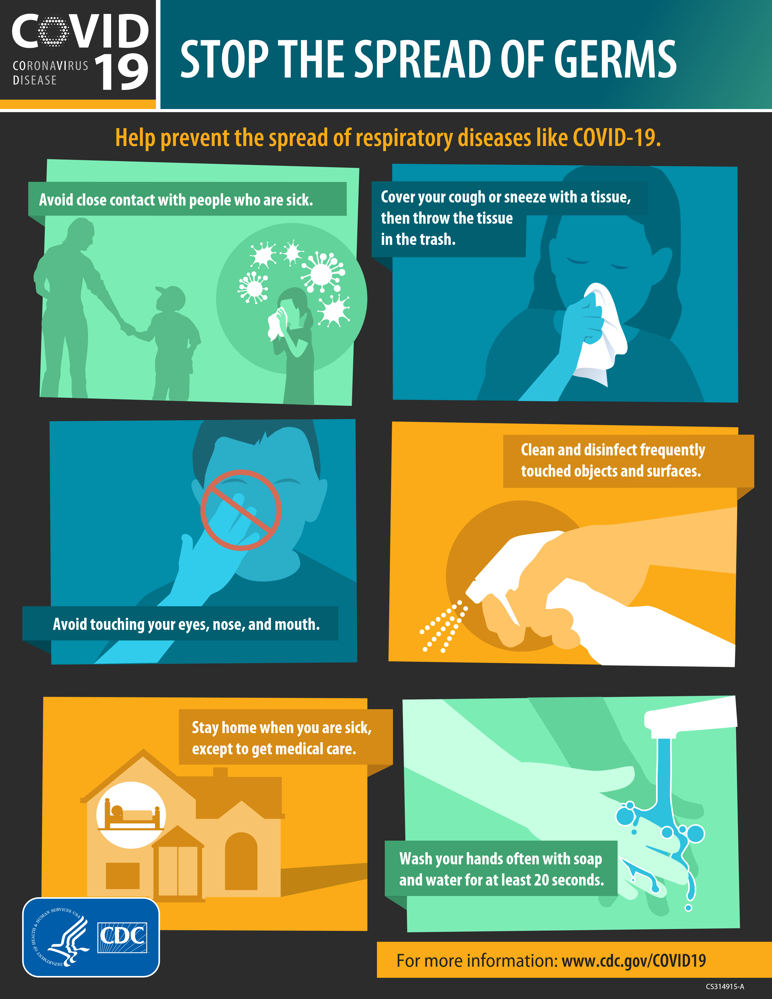 COVID
CORONAVIRUS
DISEASE
19
STOP THE SPREAD OF GERMS
Help prevent the spread of respiratory diseases like COVID-19.
Avoid close contact with people who are sick.
Cover your cough or sneeze with a tissue,
then throw the tissue
in the trash.
Avoid touching your eyes, nose, and mouth.
Clean and disinfect frequently
touched objects and surfaces.
Stay home when you are sick,
except to get medical care.
Wash your hands often with soap
and water for at least 20 seconds.
DEPARTMENT OF HEALTH & HUMAN SERVICES·USA
CDC
For more information: www.cdc.gov/COVID19
CS314915-A